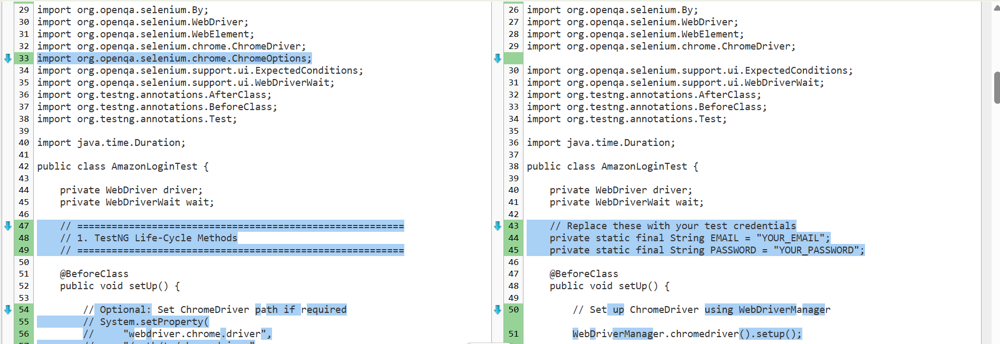 29 import org.openqa.selenium.By;
30 import org.openqa.selenium.WebDriver;
31 import org.openqa.selenium.WebElement;
32 import org.openqa.selenium.chrome.ChromeDriver;
33 import org.openqa.selenium.chrome.ChromeOptions;
34 import org.openqa.selenium.support.ui.ExpectedConditions;
35 import org.openqa.selenium.support.ui.WebDriverWait;
36 import org.testng.annotations.AfterClass;
37 import org.testng.annotations.BeforeClass;
38 import org.testng.annotations.Test;
39
40 import java.time.Duration;
41
42 public class AmazonLoginTest {
43
44     private WebDriver driver;
45     private WebDriverWait wait;
46
47     // =========================================================
48     // 1. TestNG Life-Cycle Methods
49     // =========================================================
50
51     @BeforeClass
52     public void setUp() {
53
54         // Optional: Set ChromeDriver path if required
55         // System.setProperty(
56         //     "webdriver.chrome.driver",
26 import org.openqa.selenium.By;
27 import org.openqa.selenium.WebDriver;
28 import org.openqa.selenium.WebElement;
29 import org.openqa.selenium.chrome.ChromeDriver;
30 import org.openqa.selenium.support.ui.ExpectedConditions;
31 import org.openqa.selenium.support.ui.WebDriverWait;
32 import org.testng.annotations.AfterClass;
33 import org.testng.annotations.BeforeClass;
34 import org.testng.annotations.Test;
35
36 import java.time.Duration;
37
38 public class AmazonLoginTest {
39
40     private WebDriver driver;
41     private WebDriverWait wait;
42
43     // Replace these with your test credentials
44     private static final String EMAIL = "YOUR_EMAIL";
45     private static final String PASSWORD = "YOUR_PASSWORD";
46
47     @BeforeClass
48     public void setUp() {
49
50         // Set up ChromeDriver using WebDriverManager
51         WebDriverManager.chromedriver().setup();